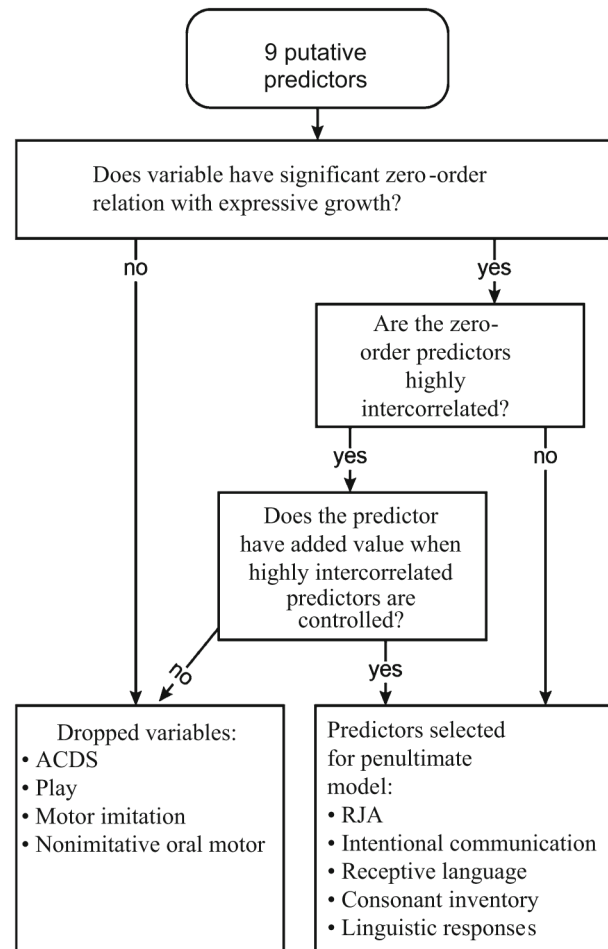 9 putative
predictors
Does variable have significant zero-order
relation with expressive growth?
no
yes
Are the zero-
order predictors
highly
intercorrelated?
yes
no
Does the predictor
have added value when
highly intercorrelated
predictors are
controlled?
no
yes
Dropped variables:
• ACDS
• Play
• Motor imitation
• Nonimitative oral motor
Predictors selected
for penultimate
model:
• RJA
• Intentional communication
• Receptive language
• Consonant inventory
• Linguistic responses